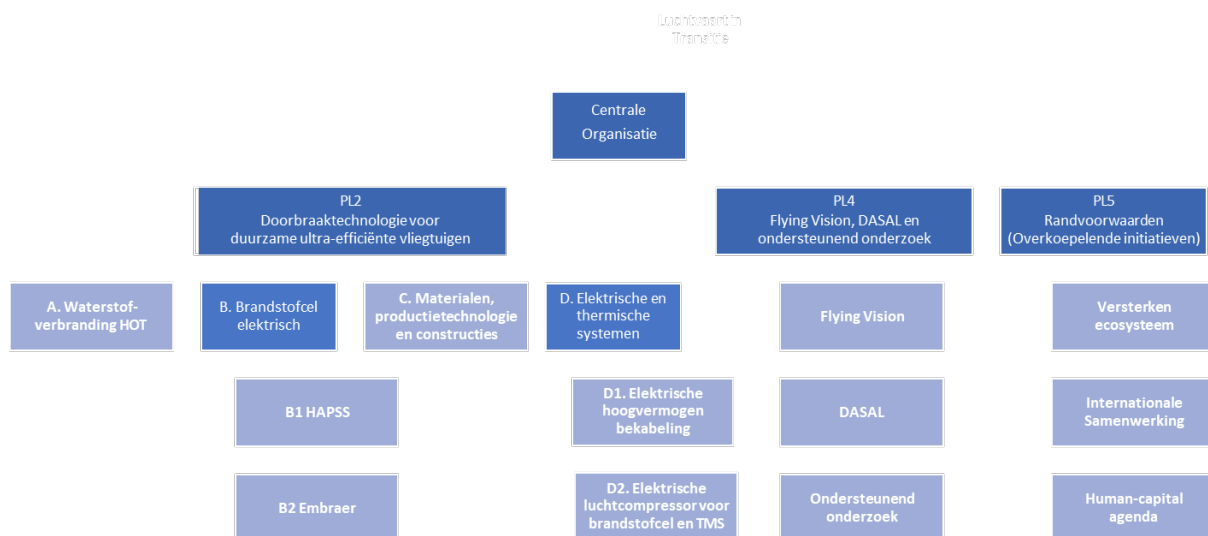 Luchtvaart in
Transitie
Centrale
Organisatie
PL2
Doorbraaktechnologie voor
duurzame ultra-efficiënte vliegtuigen
PL4
Flying Vision, DASAL en
ondersteunend onderzoek
PL5
Randvoorwaarden
(Overkoepelende initiatieven)
A. Waterstof-
verbranding HOT
B. Brandstofcel
elektrisch
C. Materialen,
productietechnologie
en constructies
D. Elektrische en
thermische
systemen
Flying Vision
Versterken
ecosysteem
B1 HAPSS
D1. Elektrische
hoogvermogen
bekabeling
DASAL
Internationale
Samenwerking
B2 Embraer
D2. Elektrische
luchtcompressor voor
brandstofcel en TMS
Ondersteunend
onderzoek
Human-capital
agenda